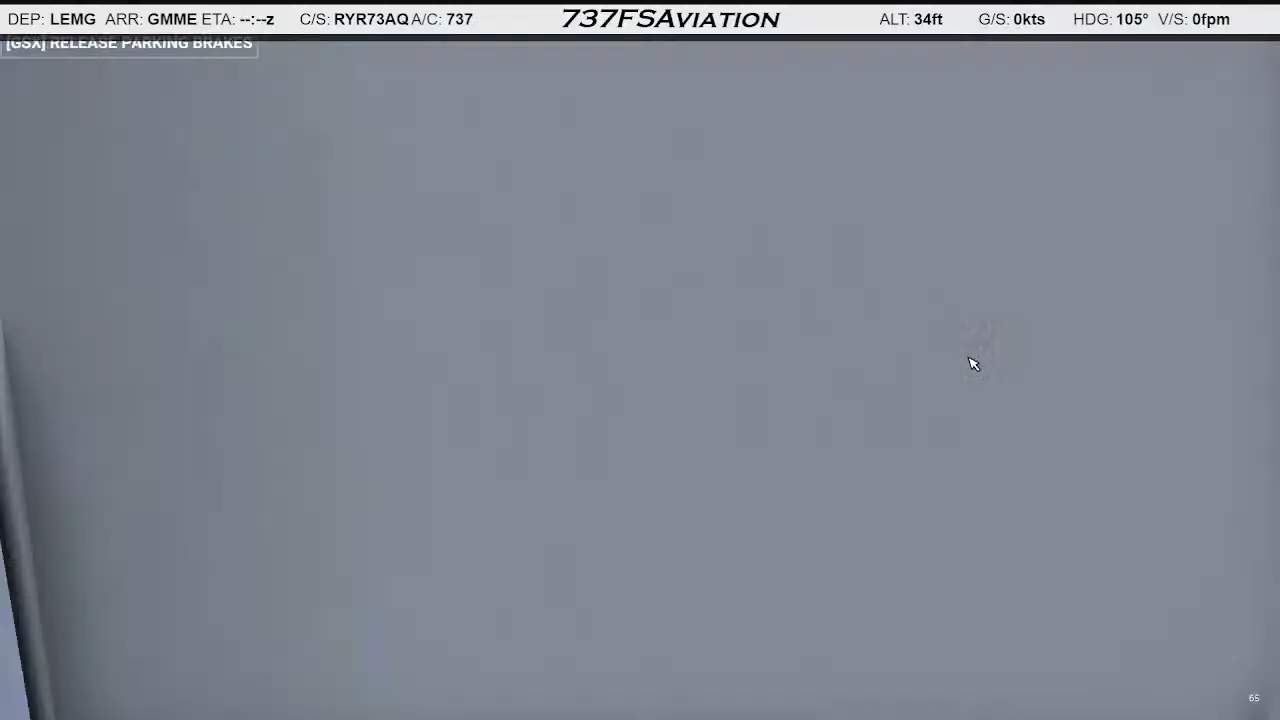 DEP: LEMG ARR: GMME ETA: --:--z C/S: RYR73AQ A/C: 737 737FSAVIATION ALT: 34ft G/S: 0kts HDG: 105° V/S: 0fpm
[GSX] RELEASE PARKING BRAKES
65